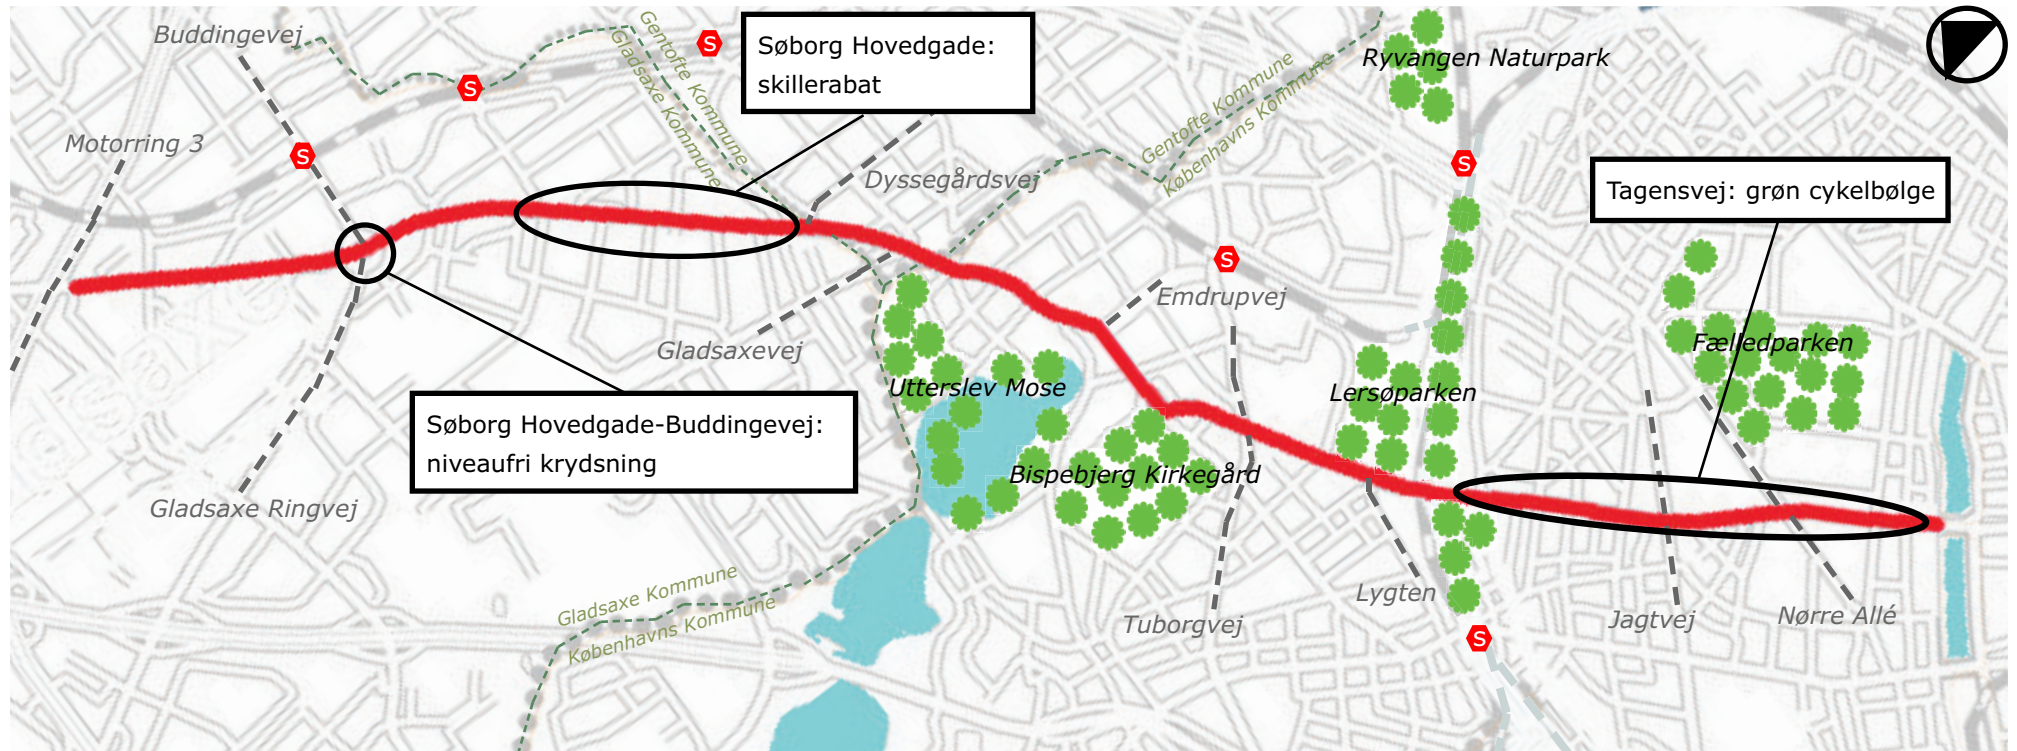 Buddingevej
Motorring 3
S
S
S
Gentofte Kommune
Gladsaxe Kommune
Søborg Hovedgade:
skillerabat
Dyssegårdsvej
Gentofte Kommune
Københavns Kommune
Ryvangen Naturpark
S
Tagensvej: grøn cykelbølge
S
Emdrupvej
Gladsaxevej
Utterslev Mose
Lersøparken
Fælledparken
Søborg Hovedgade-Buddingevej:
niveaufri krydsning
Bispebjerg Kirkegård
Gladsaxe Ringvej
Gladsaxe Kommune
Københavns Kommune
Tuborgvej
Lygten
S
Jagtvej
Nørre Allé